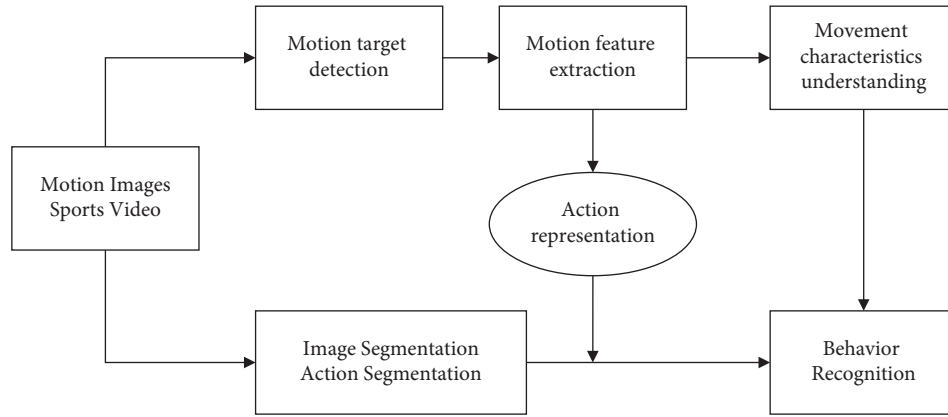 Motion target
detection
Motion feature
extraction
Movement
characteristics
understanding
Motion Images
Sports Video
Action
representation
Image Segmentation
Action Segmentation
Behavior
Recognition